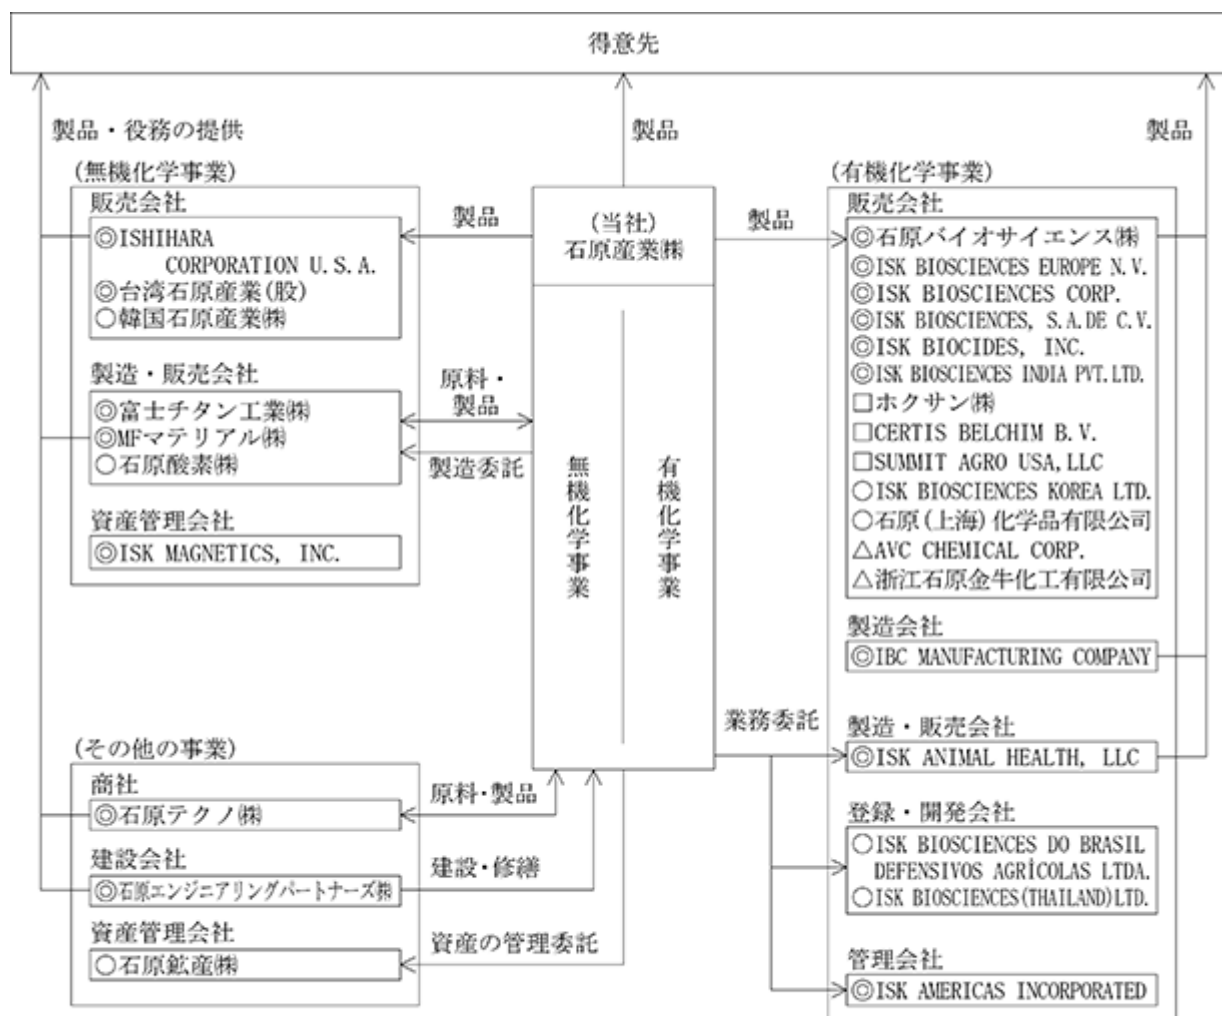 得意先
製品・役務の提供
製品
製品
(無機化学事業)
販売会社
◎ISHIHARA
CORPORATION U.S.A.
◎台湾石原産業(股)
○韓国石原産業㈱
製造・販売会社
◎富士チタン工業㈱
◎MFマテリアル㈱
○石原酸素㈱
資産管理会社
◎ISK MAGNETICS, INC.
(その他の事業)
商社
◎石原テクノ㈱
建設会社
◎石原エンジニアリングパートナーズ㈱
資産管理会社
○石原鉱産㈱
製品
原料・
製品
製造委託
原料・製品
建設・修繕
資産の管理委託
(当社)
石原産業㈱
無機化学事業
有機化学事業
製品
業務委託
(有機化学事業)
販売会社
◎石原バイオサイエンス㈱
◎ISK BIOSCIENCES EUROPE N.V.
◎ISK BIOSCIENCES CORP.
◎ISK BIOSCIENCES, S.A.DE C.V.
◎ISK BIOCIDES, INC.
◎ISK BIOSCIENCES INDIA PVT.LTD.
□ホクサン㈱
□CERTIS BELCHIM B.V.
□SUMMIT AGRO USA,LLC
○ISK BIOSCIENCES KOREA LTD.
○石原(上海)化学品有限公司
△AVC CHEMICAL CORP.
△浙江石原金牛化工有限公司
製造会社
◎IBC MANUFACTURING COMPANY
製造・販売会社
◎ISK ANIMAL HEALTH, LLC
登録・開発会社
○ISK BIOSCIENCES DO BRASIL
DEFENSIVOS AGRÍCOLAS LTDA.
○ISK BIOSCIENCES(THAILAND)LTD.
管理会社
◎ISK AMERICAS INCORPORATED